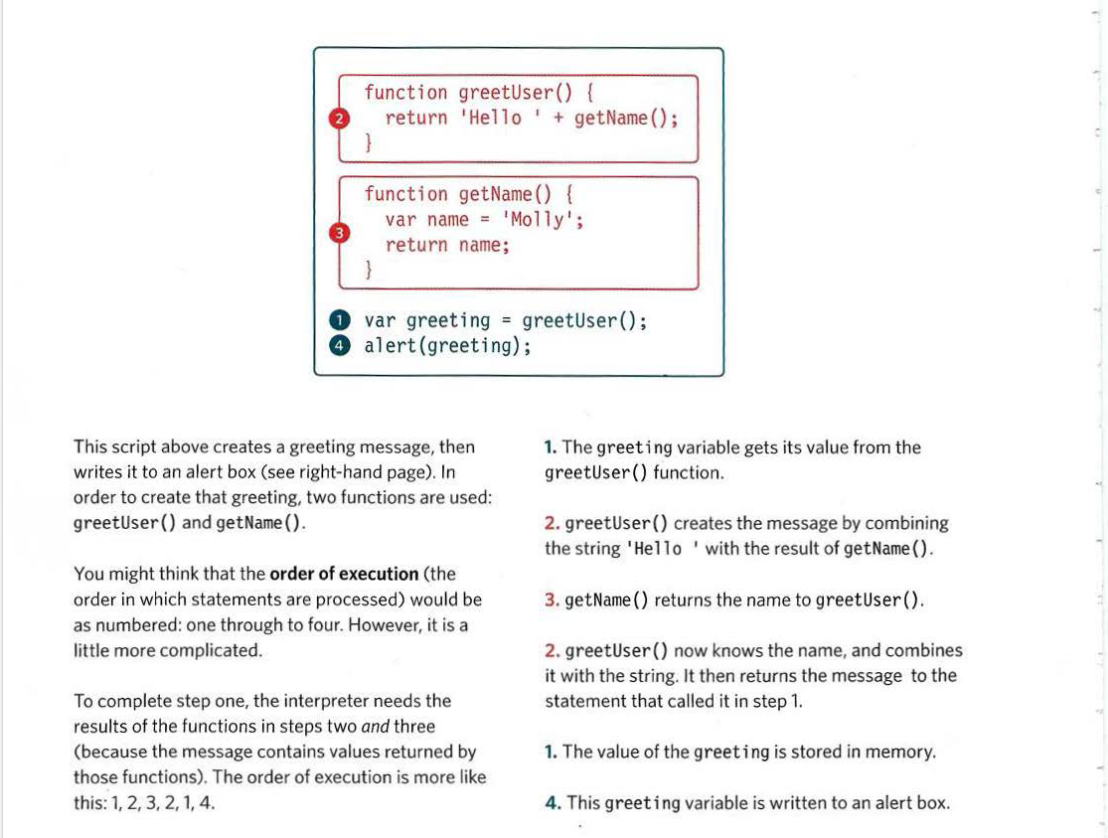 function greetUser() {
2 return 'Hello ' + getName();
}
function getName() {
var name = 'Molly';
3
return name;
}
1 var greeting = greetUser();
4 alert(greeting);
This script above creates a greeting message, then
writes it to an alert box (see right-hand page). In
order to create that greeting, two functions are used:
greetUser() and getName().
You might think that the order of execution (the
order in which statements are processed) would be
as numbered: one through to four. However, it is a
little more complicated.
To complete step one, the interpreter needs the
results of the functions in steps two and three
(because the message contains values returned by
those functions). The order of execution is more like
this: 1, 2, 3, 2, 1, 4.
1. The greeting variable gets its value from the
greetUser() function.
2. greetUser() creates the message by combining
the string 'Hello ' with the result of getName().
3. getName() returns the name to greetUser().
2. greetUser() now knows the name, and combines
it with the string. It then returns the message to the
statement that called it in step 1.
1. The value of the greeting is stored in memory.
4. This greeting variable is written to an alert box.